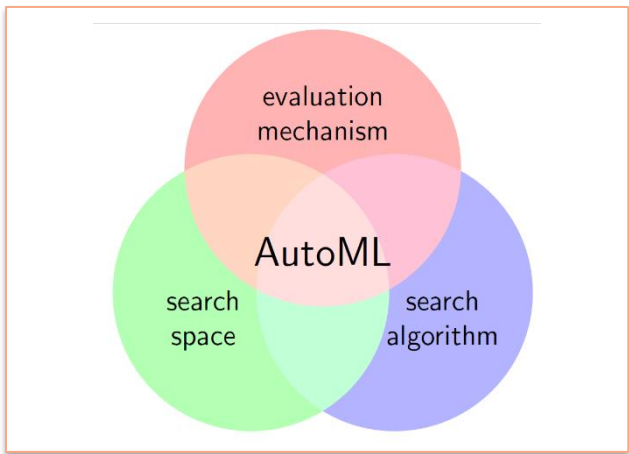 evaluation
mechanism
AutoML
search
space
search
algorithm